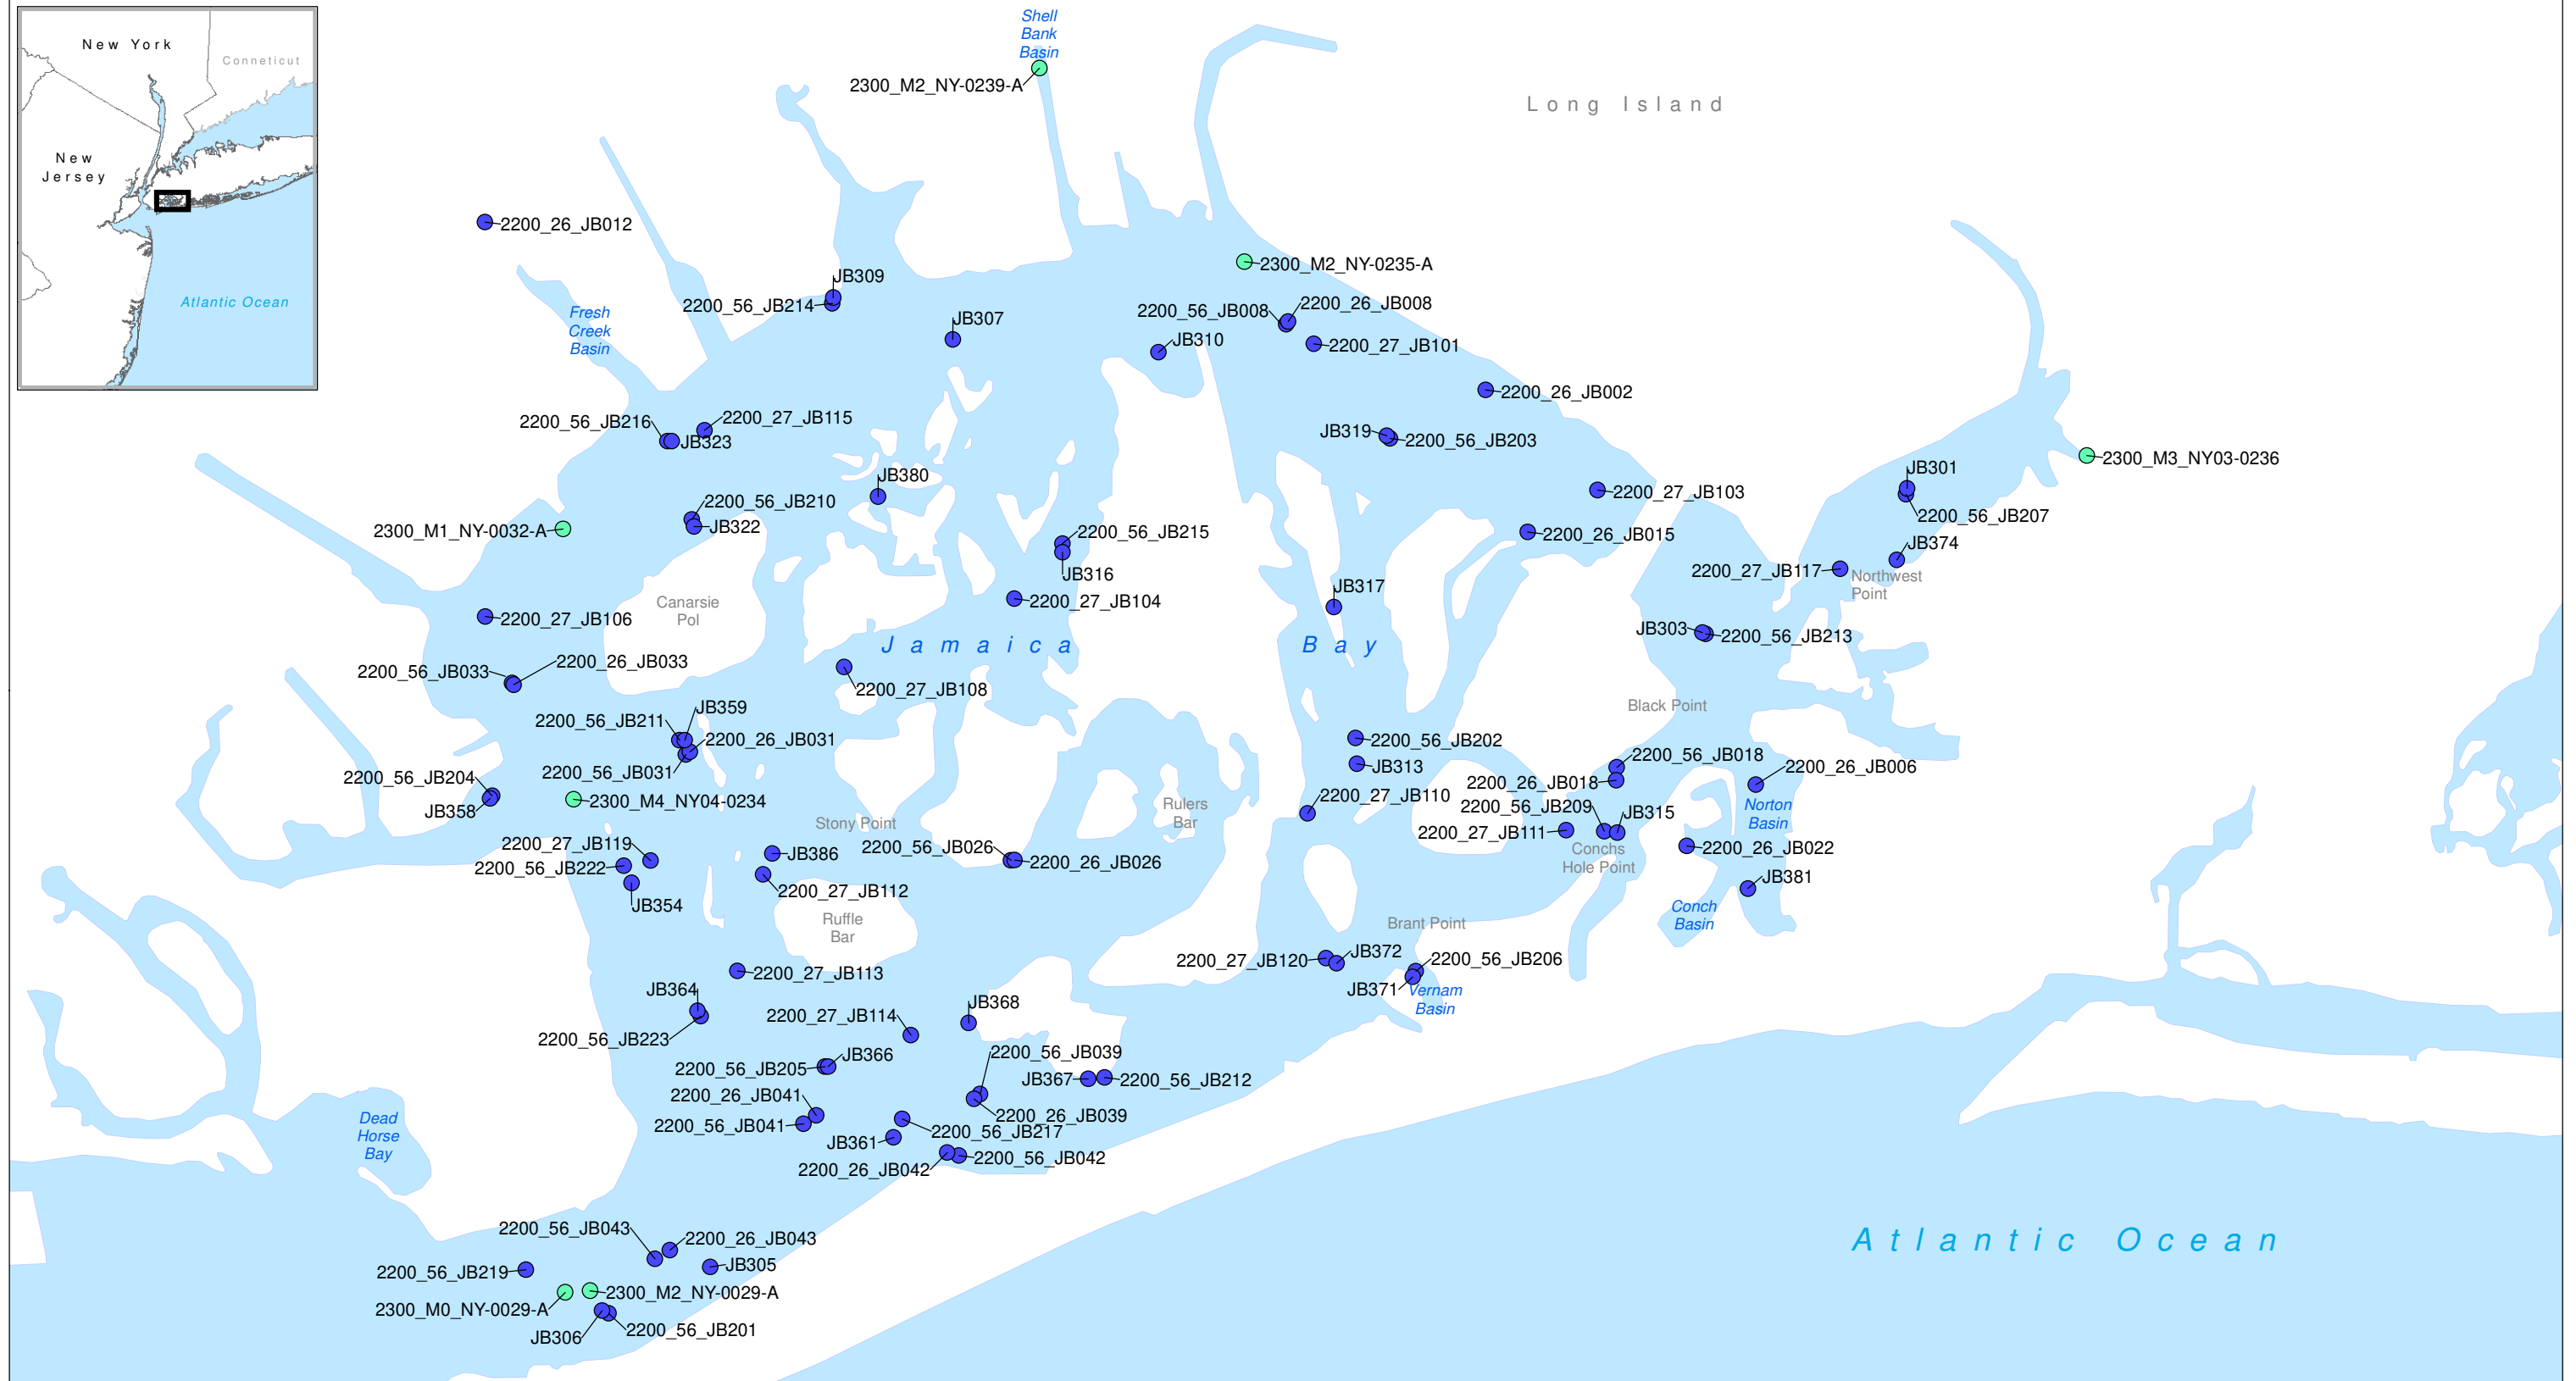 New York
Conneticut
New
Jersey
Atlantic Ocean
Shell
Bank
Basin
2300_M2_NY-0239-A
Long Island
2200_26_JB012
2300_M2_NY-0235-A
JB309
2200_56_JB214
Fresh
Creek
Basin
JB307
2200_56_JB008
2200_26_JB008
JB310
2200_27_JB101
2200_26_JB002
2200_56_JB216
2200_27_JB115
JB323
JB319
2200_56_JB203
2300_M3_NY03-0236
JB301
JB380
2200_27_JB103
2200_56_JB210
JB322
2200_56_JB207
2300_M1_NY-0032-A
2200_56_JB215
2200_26_JB015
JB374
JB316
2200_27_JB117
Northwest
Point
JB317
2200_27_JB104
Canarsie
Pol
2200_27_JB106
JB303
2200_56_JB213
Jamaica Bay
2200_56_JB033
2200_26_JB033
2200_27_JB108
Black Point
JB359
2200_56_JB211
2200_26_JB031
2200_56_JB202
2200_56_JB018
2200_26_JB006
JB313
2200_56_JB031
2200_56_JB204
2200_26_JB018
JB358
2300_M4_NY04-0234
2200_27_JB110
2200_56_JB209
JB315
Norton
Basin
Rulers
Bar
Stony Point
2200_27_JB111
2200_27_JB119
2200_56_JB026
2200_26_JB022
Conchs
Hole Point
JB386
2200_26_JB026
2200_56_JB222
JB381
2200_27_JB112
JB354
Conch
Basin
Ruffle
Bar
Brant Point
JB372
2200_27_JB120
2200_56_JB206
2200_27_JB113
JB371
Vernam
Basin
JB364
JB368
2200_27_JB114
2200_56_JB223
JB366
2200_56_JB039
2200_56_JB205
JB367
2200_56_JB212
2200_26_JB041
2200_26_JB039
2200_56_JB041
Dead
Horse
Bay
2200_56_JB217
JB361
2200_56_JB042
2200_26_JB042
2200_56_JB043
2200_26_JB043
Atlantic Ocean
JB305
2200_56_JB219
2300_M2_NY-0029-A
2300_M0_NY-0029-A
2200_56_JB201
JB306